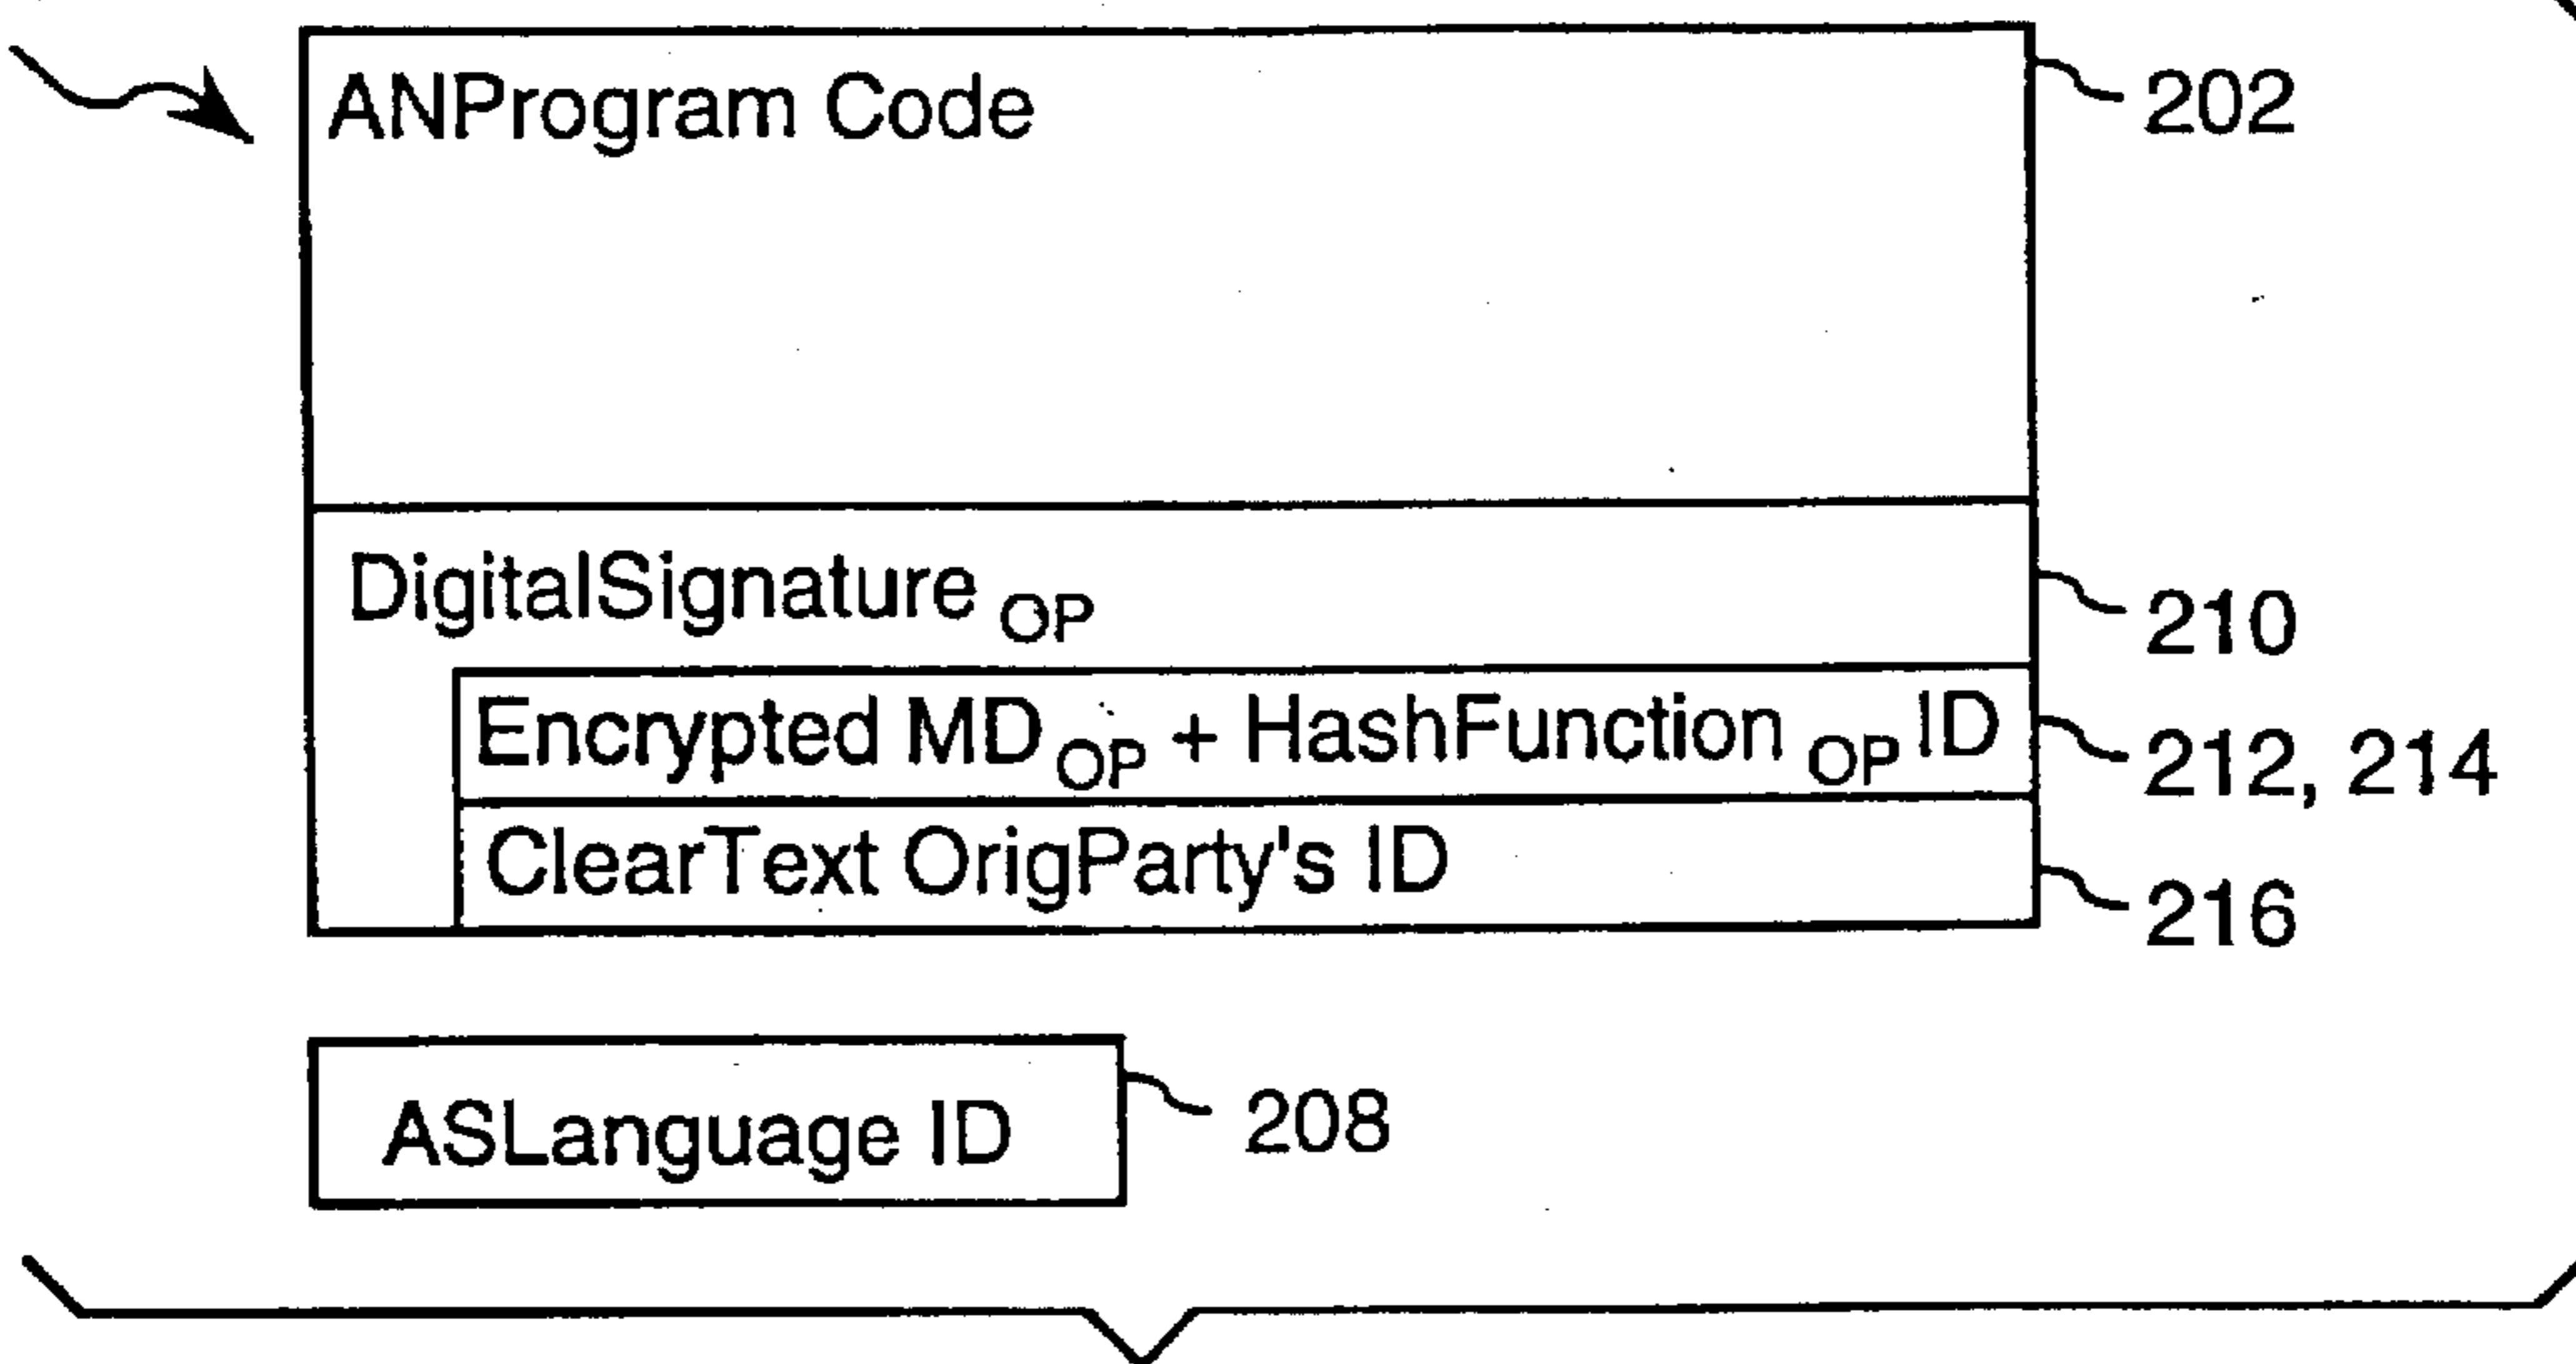 ANProgram Code 202
DigitalSignature OP 210
Encrypted MD OP + HashFunction OP ID 212, 214
ClearText OrigParty's ID 216
ASLanguage ID 208